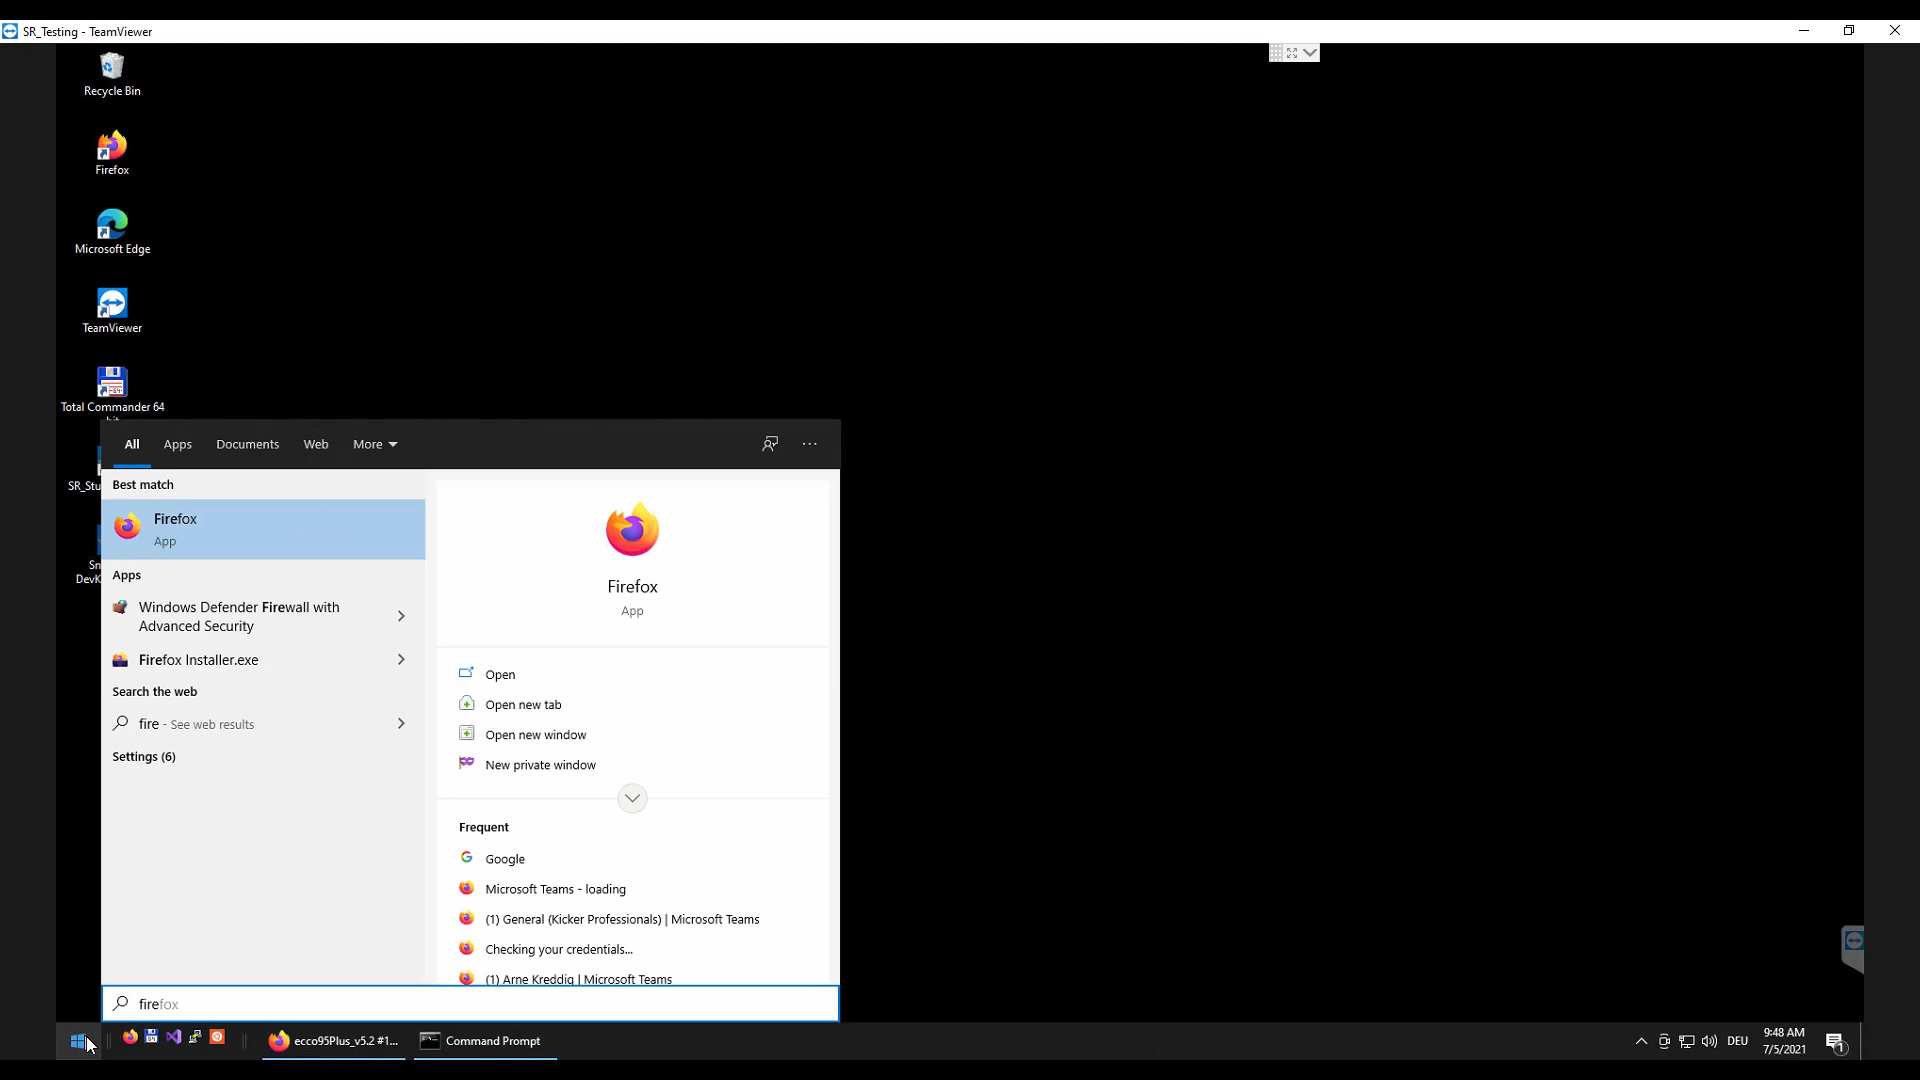 SR_Testing - TeamViewer
Recycle Bin
Firefox
Microsoft Edge
TeamViewer
Total Commander 64
SR_Stu
All
Apps
Documents
Web
More
Best match
Firefox
App
Apps
Windows Defender Firewall with
Advanced Security
Firefox Installer.exe
Search the web
fire - See web results
Settings (6)
Firefox
App
Open
Open new tab
Open new window
New private window
Frequent
Google
Microsoft Teams - loading
(1) General (Kicker Professionals) | Microsoft Teams
Checking your credentials...
(1) Arne Kreddig | Microsoft Teams
firefox
ecco95Plus_v5.2 #1...
Command Prompt
DEU
9:48 AM
7/5/2021
1